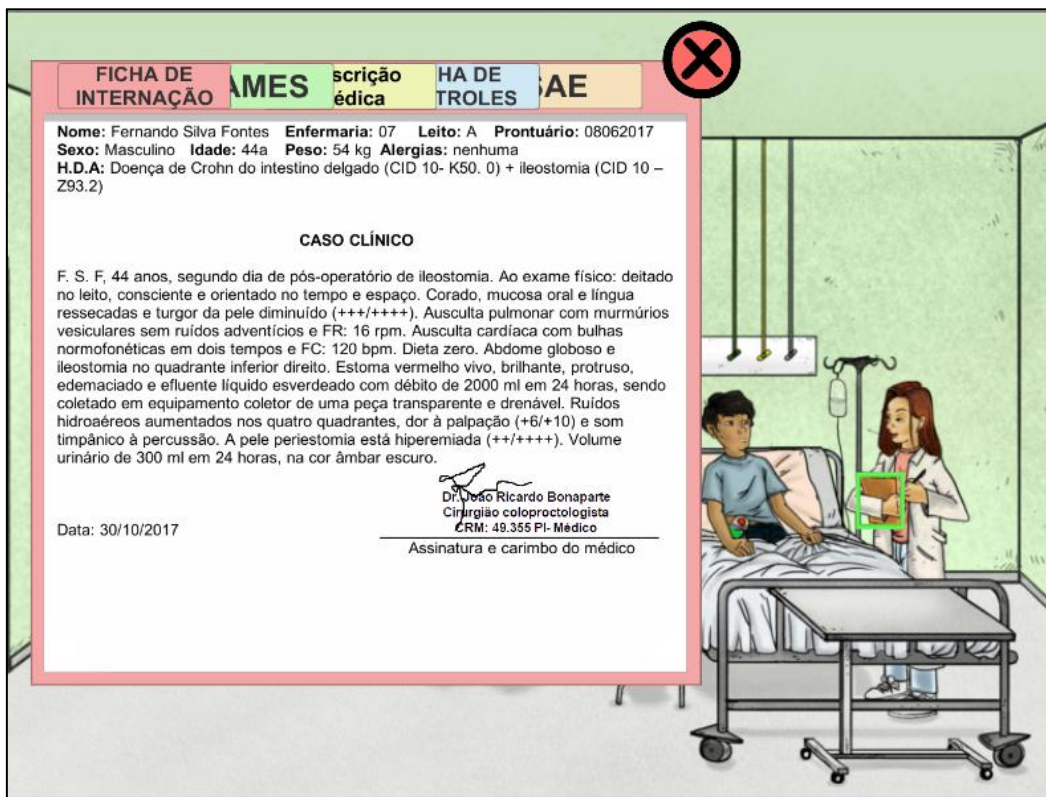 FICHA DE
INTERNAÇÃO
AMES
scrição
édica
HA DE
TROLES
SAE
Nome: Fernando Silva Fontes Enfermaria: 07 Leito: A Prontuário: 08062017
Sexo: Masculino Idade: 44a Peso: 54 kg Alergias: nenhuma
H.D.A: Doença de Crohn do intestino delgado (CID 10- K50. 0) + ileostomia (CID 10 –
Z93.2)
CASO CLÍNICO
F. S. F, 44 anos, segundo dia de pós-operatório de ileostomia. Ao exame físico: deitado
no leito, consciente e orientado no tempo e espaço. Corado, mucosa oral e língua
ressecadas e turgor da pele diminuído (+++/++++). Ausculta pulmonar com murmúrios
vesiculares sem ruídos adventícios e FR: 16 rpm. Ausculta cardíaca com bulhas
normofonéticas em dois tempos e FC: 120 bpm. Dieta zero. Abdome globoso e
ileostomia no quadrante inferior direito. Estoma vermelho vivo, brilhante, protruso,
edemaciado e efluente líquido esverdeado com débito de 2000 ml em 24 horas, sendo
coletado em equipamento coletor de uma peça transparente e drenável. Ruídos
hidroaéreos aumentados nos quatro quadrantes, dor à palpação (+6/+10) e som
timpânico à percussão. A pele periestomia está hiperemiada (++/++++). Volume
urinário de 300 ml em 24 horas, na cor âmbar escuro.
Dr. João Ricardo Bonaparte
Cirurgião coloproctologista
CRM: 49.355 PI- Médico
Data: 30/10/2017
Assinatura e carimbo do médico